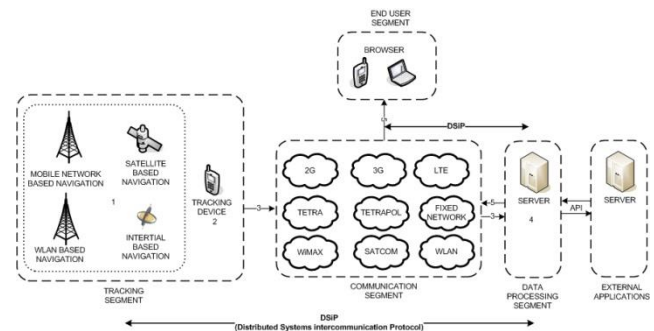 END USER
SEGMENT
BROWSER
5
DSiP
MOBILE NETWORK
BASED NAVIGATION
SATELLITE
BASED
NAVIGATION
1
WLAN BASED
NAVIGATION
INTERTIAL
BASED
NAVIGATION
TRACKING
DEVICE
2
TRACKING
SEGMENT
3
2G
3G
LTE
TETRA
TETRAPOL
FIXED
NETWORK
WiMAX
SATCOM
WLAN
COMMUNICATION
SEGMENT
5
3
SERVER
4
DATA
PROCESSING
SEGMENT
API
SERVER
EXTERNAL
APPLICATIONS
DSiP
(Distributed Systems intercommunication Protocol)